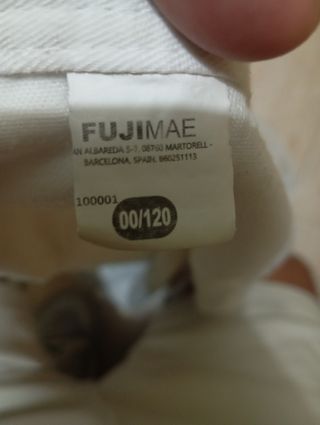 FUJIMAE
AN ALBAREDA 5-7, 08760 MARTORELL -
BARCELONA, SPAIN, B60251113
100001
00/120